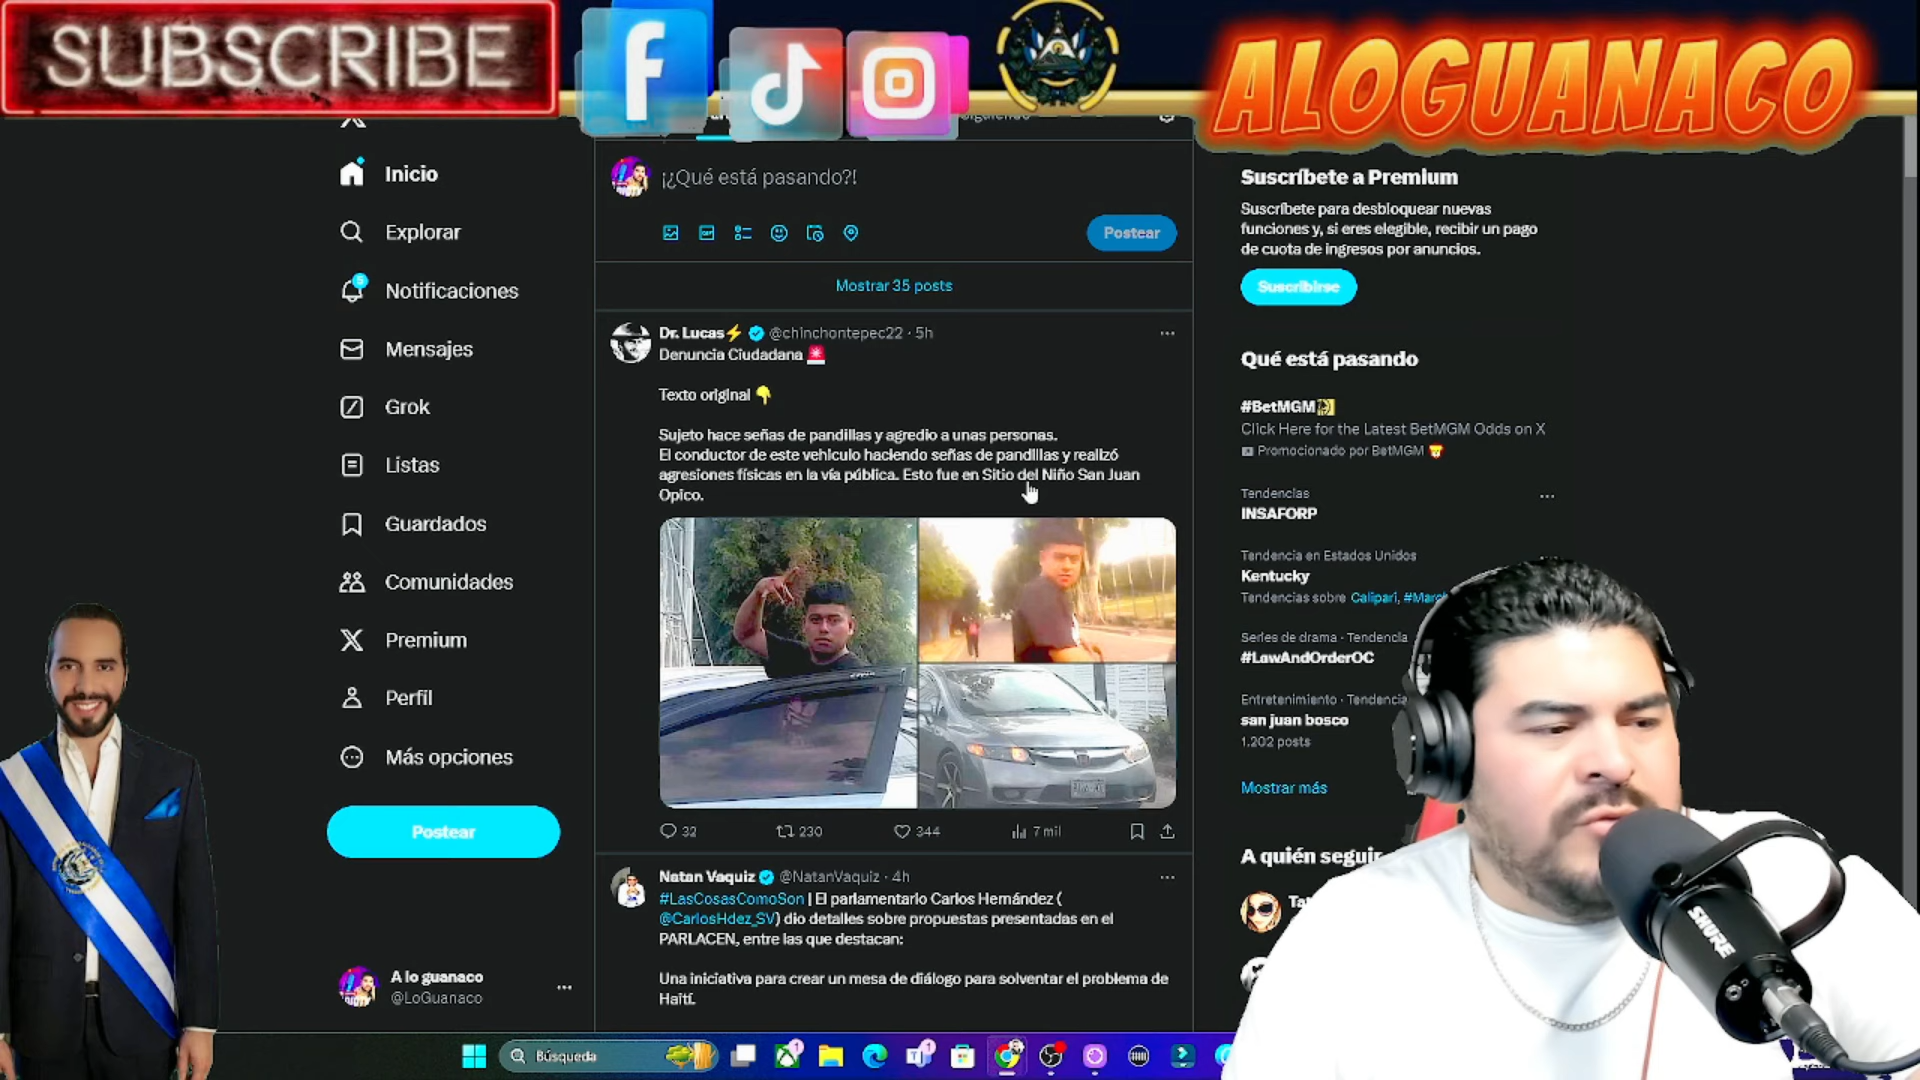 SUBSCRIBE
ALOGUANACO
Inicio
Explorar
5
Notificaciones
Mensajes
Grok
Listas
Guardados
Comunidades
Premium
Perfil
Más opciones
Postear
A lo guanaco
@LoGuanaco
¡¿Qué está pasando?!
GIF
Postear
Mostrar 35 posts
Dr. Lucas⚡ @chinchontepec22 · 5h
Denuncia Ciudadana 🚨
Texto original 👇
Sujeto hace señas de pandillas y agredio a unas personas.
El conductor de este vehiculo haciendo señas de pandillas y realizó
agresiones físicas en la vía pública. Esto fue en Sitio del Niño San Juan
Opico.
32 230 344 7 mil
Natan Vaquiz @NatanVaquiz · 4h
#LasCosasComoSon | El parlamentario Carlos Hernández (
@CarlosHdez_SV) dio detalles sobre propuestas presentadas en el
PARLACEN, entre las que destacan:
Una iniciativa para crear un mesa de diálogo para solventar el problema de
Haití.
Suscríbete a Premium
Suscríbete para desbloquear nuevas
funciones y, si eres elegible, recibir un pago
de cuota de ingresos por anuncios.
Suscribirse
Qué está pasando
#BetMGM
Click Here for the Latest BetMGM Odds on X
Promocionado por BetMGM
Tendencias
INSAFORP
Tendencia en Estados Unidos
Kentucky
Tendencias sobre Calipari, #March
Series de drama · Tendencia
#LawAndOrderOC
Entretenimiento · Tendencia
san juan bosco
1.202 posts
Mostrar más
A quién seguir
SHURE
Búsqueda
1
1